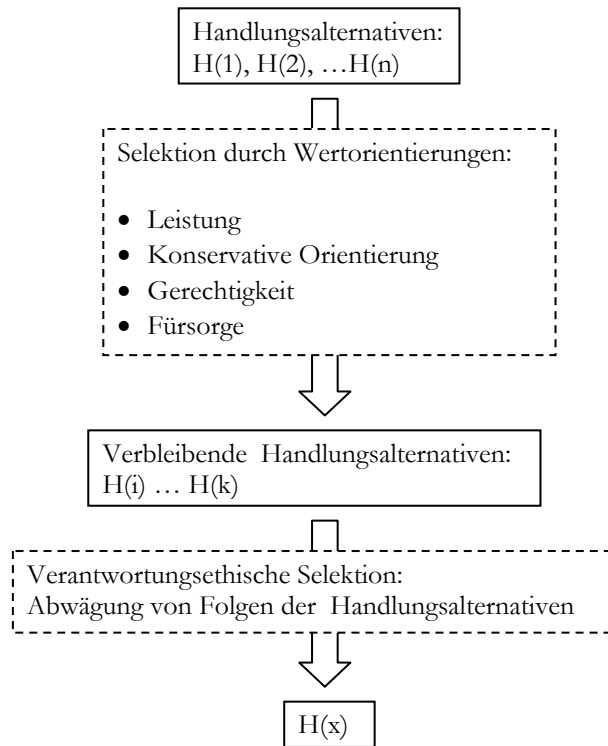 Handlungsalternativen:
H(1), H(2), …H(n)
Selektion durch Wertorientierungen:
• Leistung
• Konservative Orientierung
• Gerechtigkeit
• Fürsorge
Verbleibende Handlungsalternativen:
H(i) … H(k)
Verantwortungsethische Selektion:
Abwägung von Folgen der Handlungsalternativen
H(x)